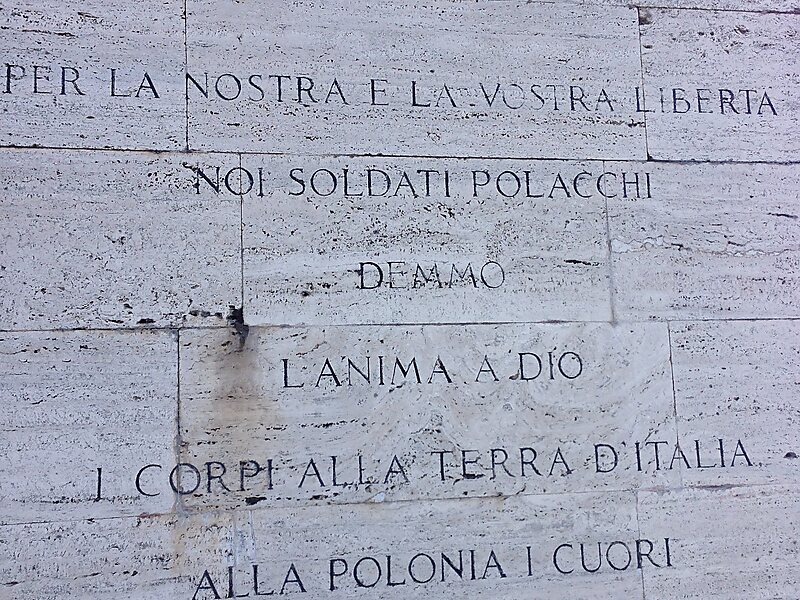 PER LA NOSTRA E LA VOSTRA LIBERTA
NOI SOLDATI POLACCHI
DEMMO
L'ANIMA A DIO
I CORPI ALLA TERRA D'ITALIA
ALLA POLONIA I CUORI